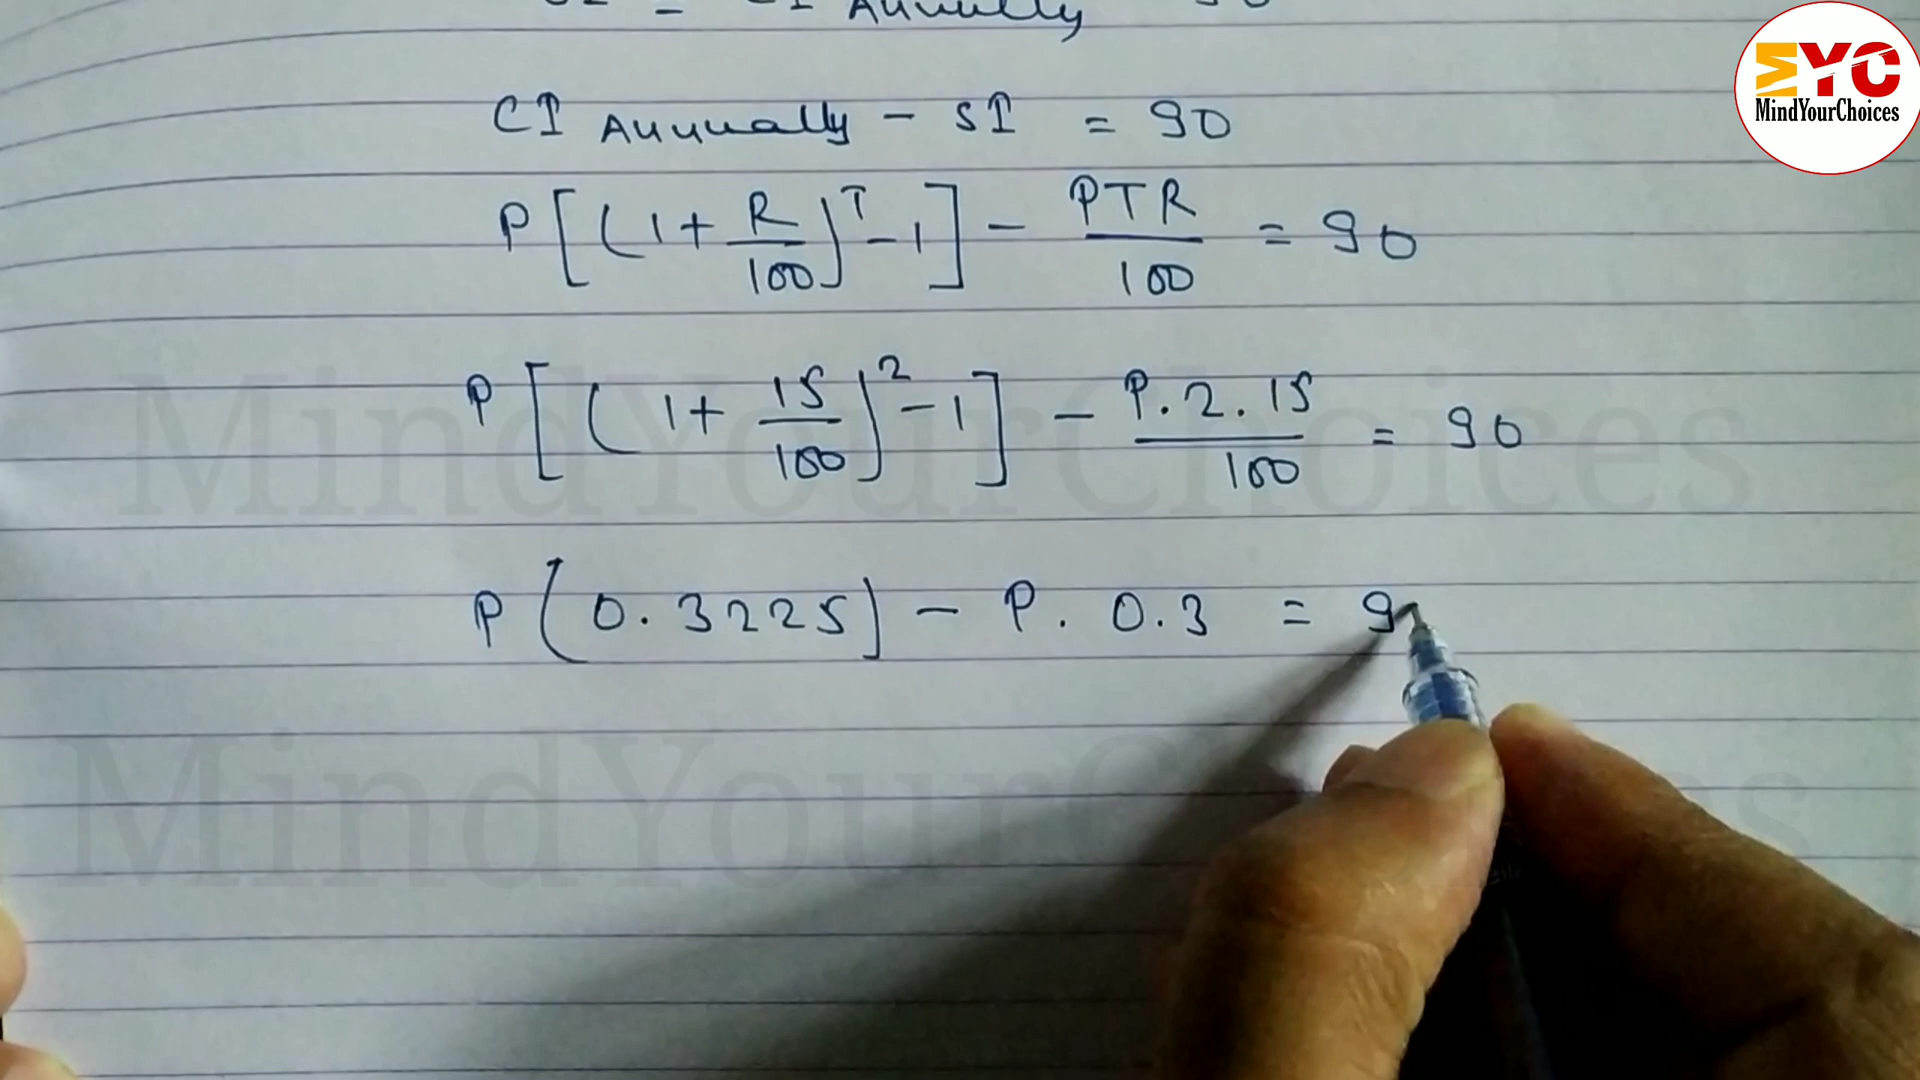 MYC
MindYourChoices
CI Annually - SI = 90
P[(1+R/100)^T-1] - PTR/100 = 90
P[(1+15/100)^2-1] - P.2.15/100 = 90
P(0.3225) - P. 0.3 = 9
MindYourChoices
MindYourChoices